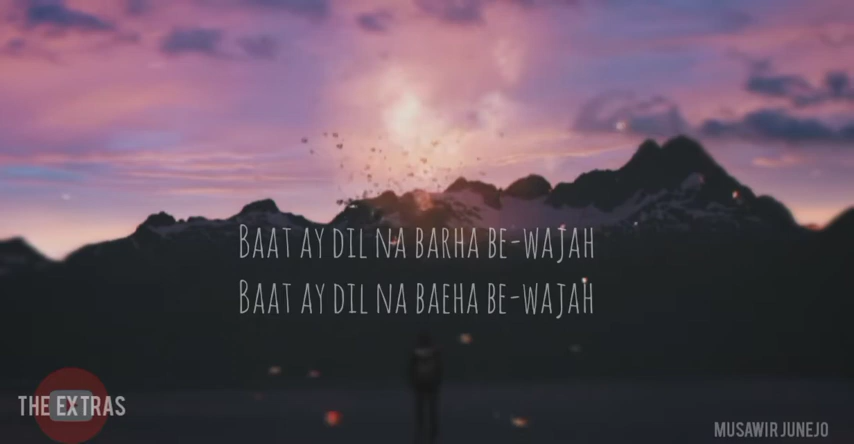 BAAT AY DIL NA BARHA BE-WAJAH
BAAT AY DIL NA BAEHA BE-WAJAH
THE EXTRAS
MUSAWIR JUNEJO